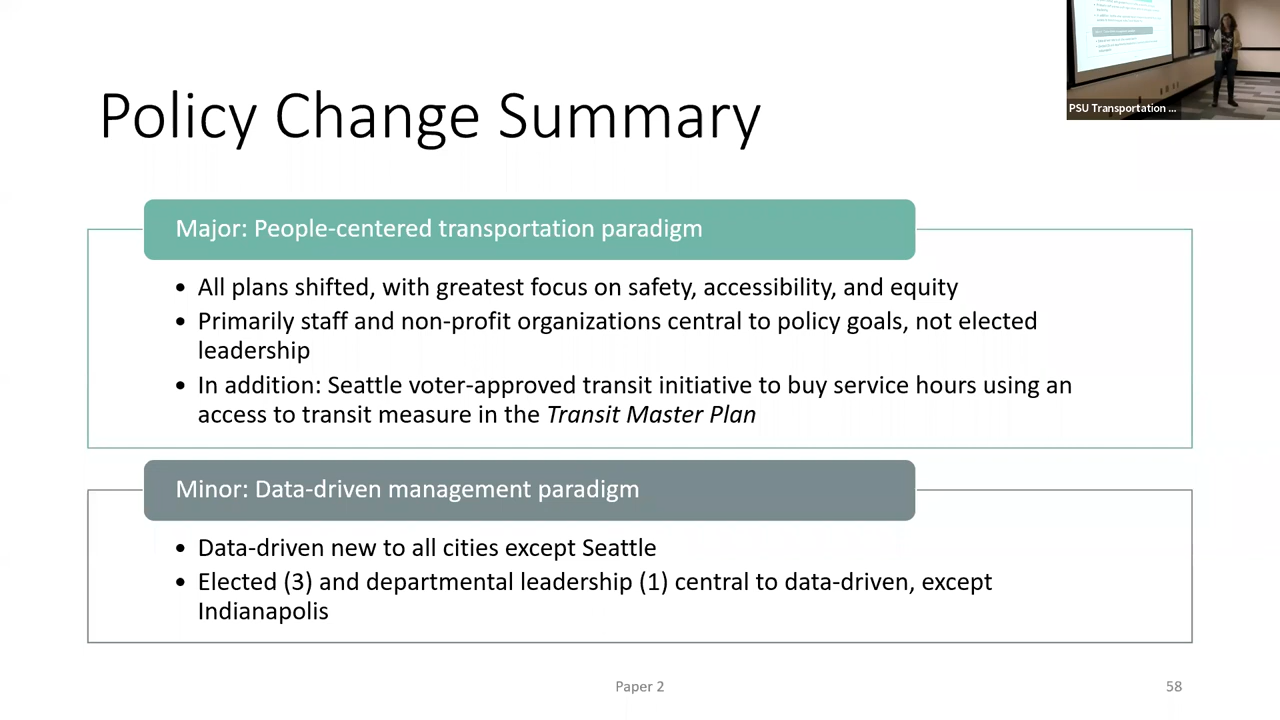 PSU Transportation ...
Policy Change Summary
Major: People-centered transportation paradigm
• All plans shifted, with greatest focus on safety, accessibility, and equity
• Primarily staff and non-profit organizations central to policy goals, not elected
leadership
• In addition: Seattle voter-approved transit initiative to buy service hours using an
access to transit measure in the Transit Master Plan
Minor: Data-driven management paradigm
• Data-driven new to all cities except Seattle
• Elected (3) and departmental leadership (1) central to data-driven, except
Indianapolis
Paper 2
58